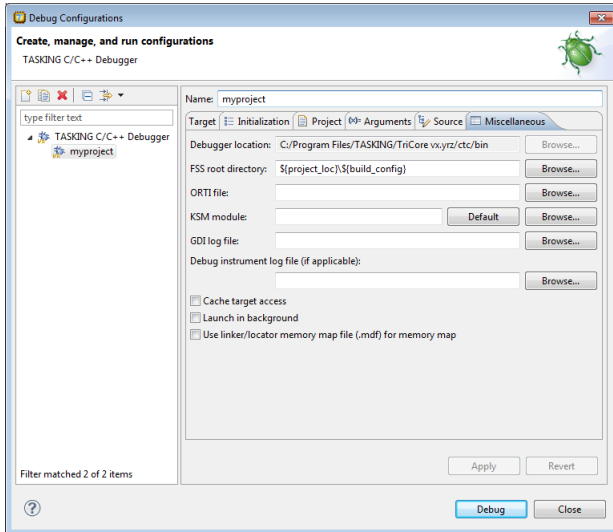 Debug Configurations
Create, manage, and run configurations
TASKING C/C++ Debugger
type filter text
TASKING C/C++ Debugger
myproject
Filter matched 2 of 2 items
Name: myproject
Target Initialization Project (x)= Arguments Source Miscellaneous
Debugger location: C:/Program Files/TASKING/TriCore vx.yrz/ctc/bin Browse...
FSS root directory: ${project_loc}\${build_config} Browse...
ORTI file: Browse...
KSM module: Default Browse...
GDI log file: Browse...
Debug instrument log file (if applicable):
Browse...
Cache target access
Launch in background
Use linker/locator memory map file (.mdf) for memory map
Apply Revert
? Debug Close